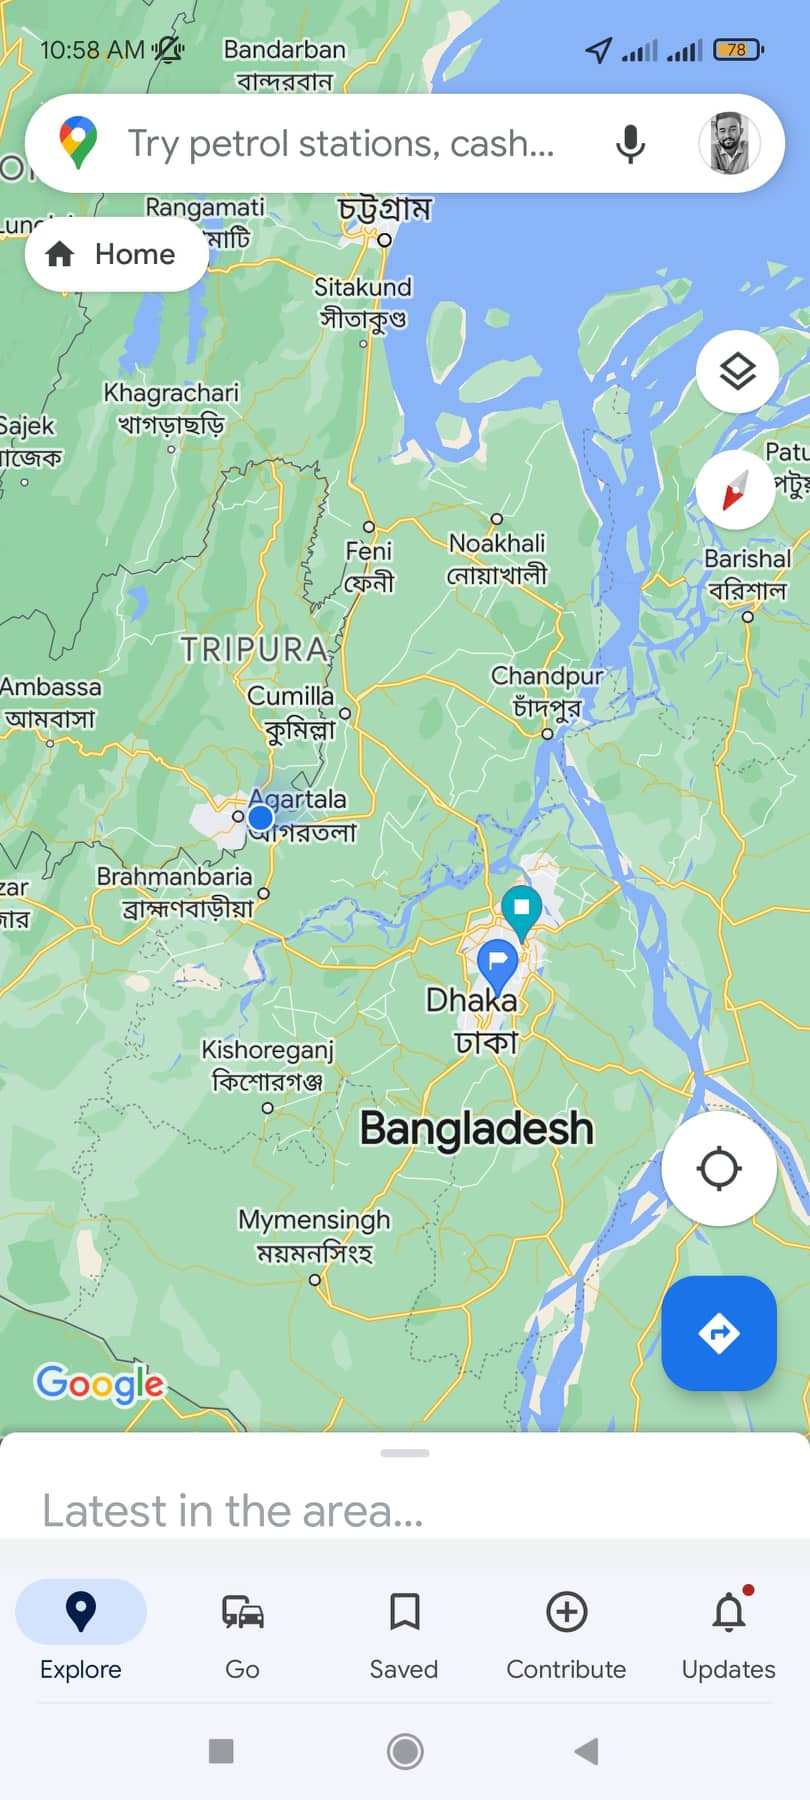 10:58 AM
78
Bandarban
বান্দরবান
Try petrol stations, cash...
Rangamati
চট্টগ্রাম
Home
Sitakund
সীতাকুণ্ড
Khagrachari
খাগড়াছড়ি
Sajek
Patu
Barishal
বরিশাল
Feni
ফেনী
Noakhali
নোয়াখালী
TRIPURA
Chandpur
চাঁদপুর
Ambassa
আমবাসা
Cumilla
কুমিল্লা
Agartala
আগরতলা
Brahmanbaria
ব্রাহ্মণবাড়ীয়া
zar
Dhaka
ঢাকা
Kishoreganj
কিশোরগঞ্জ
Bangladesh
Mymensingh
ময়মনসিংহ
Google
Latest in the area...
Explore
Go
Saved
Contribute
Updates